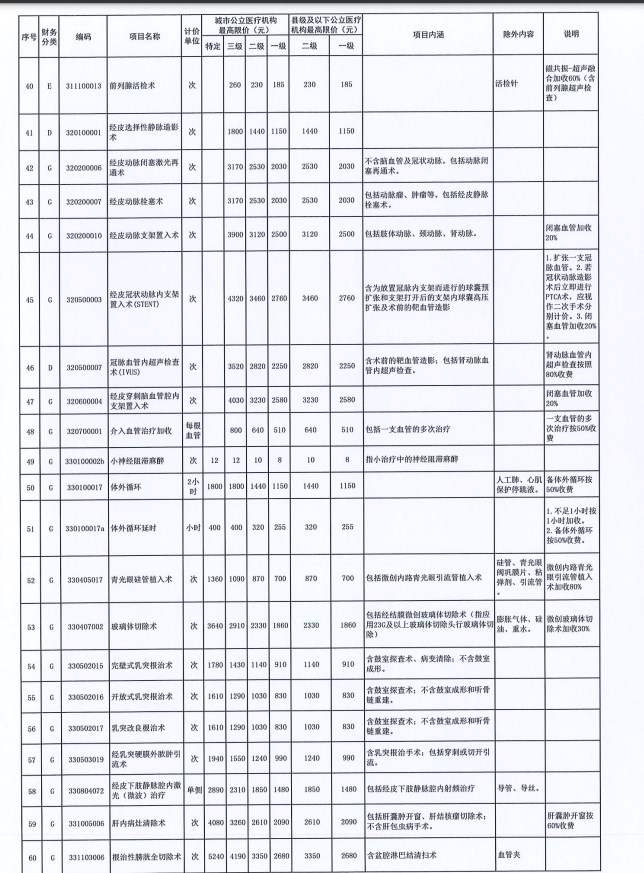 序号 财务分类 编码 项目名称 计价单位 城市公立医疗机构最高限价（元） 县级及以下公立医疗机构最高限价（元） 项目内涵 除外内容 说明
特定 三级 二级 一级 二级 一级
40 E 311100013 前列腺活检术 次 260 230 185 230 185 活检针 磁共振-超声融合加收60%（含前列腺超声检查）
41 D 320100001 经皮选择性静脉造影术 次 1800 1440 1150 1440 1150
42 G 320200006 经皮动脉闭塞激光再通术 次 3170 2530 2030 2530 2030 不含脑血管及冠状动脉。包括动脉闭塞再通术。
43 G 320200007 经皮动脉栓塞术 次 3170 2530 2030 2530 2030 包括动脉瘤、肿瘤等。包括经皮静脉栓塞术。
44 G 320200010 经皮动脉支架置入术 次 3900 3120 2500 3120 2500 包括肢体动脉、颈动脉、肾动脉。 闭塞血管加收20%
45 G 320500003 经皮冠状动脉内支架置入术(STENT) 次 4320 3460 2760 3460 2760 含为放置冠脉内支架而进行的球囊预扩张和支架打开后的支架内球囊高压扩张及术前的靶血管造影 1.扩张一支冠脉血管。2.若冠状动脉造影术后立即进行PTCA术，应视作二次手术分别计价。3.闭塞血管加收20%。
46 D 320500007 冠脉血管内超声检查术(IVUS) 次 3520 2820 2250 2820 2250 含术前的靶血管造影；包括肾动脉血管内超声检查。 肾动脉血管内超声检查按照80%收费
47 G 320600004 经皮穿刺脑血管腔内支架置入术 次 4030 3230 2580 3230 2580 闭塞血管加收20%
48 G 320700001 介入血管治疗加收 每根血管 800 640 510 640 510 包括一支血管的多次治疗 一支血管的多次治疗按50%收费
49 G 330100002b 小神经阻滞麻醉 次 12 12 10 8 10 8 指小治疗中的神经阻滞麻醉
50 G 330100017 体外循环 2小时 1800 1800 1440 1150 1440 1150 人工肺、心肌保护停跳液。 备体外循环按50%收费
51 G 330100017a 体外循环延时 小时 400 400 320 255 320 255 1.不足1小时按1小时加收。2.备体外循环按50%收费。
52 G 330405017 青光眼硅管植入术 次 1360 1090 870 700 870 700 包括微创内路青光眼引流管植入术 硅管、青光眼阀巩膜片、粘弹剂、引流管。 微创内路青光眼引流管植入术加收80%
53 G 330407002 玻璃体切除术 次 3640 2910 2330 1860 2330 1860 包括经结膜微创玻璃体切除术（指应用23G及以上玻璃体切除头行玻璃体切除） 膨胀气体、硅油、重水。 微创玻璃体切除术加收30%
54 G 330502015 完壁式乳突根治术 次 1780 1430 1140 910 1140 910 含鼓室探查术、病变清除；不含鼓室成形。
55 G 330502016 开放式乳突根治术 次 1610 1290 1030 830 1030 830 含鼓室探查术；不含鼓室成形和听骨链重建。
56 G 330502017 乳突改良根治术 次 1610 1290 1030 830 1030 830 含鼓室探查术；不含鼓室成形和听骨链重建。
57 G 330503019 经乳突硬膜外脓肿引流术 次 1940 1550 1240 990 1240 990 含乳突根治手术；包括穿刺或切开引流。
58 G 330804072 经皮下肢静脉腔内激光（微波）治疗 单侧 2890 2310 1850 1480 1850 1480 包括经皮下肢静脉腔内射频治疗 导管、导丝。
59 G 331005006 肝内病灶清除术 次 4080 3260 2610 2090 2610 2090 包括肝囊肿开窗、肝结核瘤切除术；不含肝包虫病手术。 肝囊肿开窗按60%收费
60 G 331103006 根治性膀胱全切除术 次 5240 4190 3350 2680 3350 2680 含盆腔淋巴结清扫术 血管夹